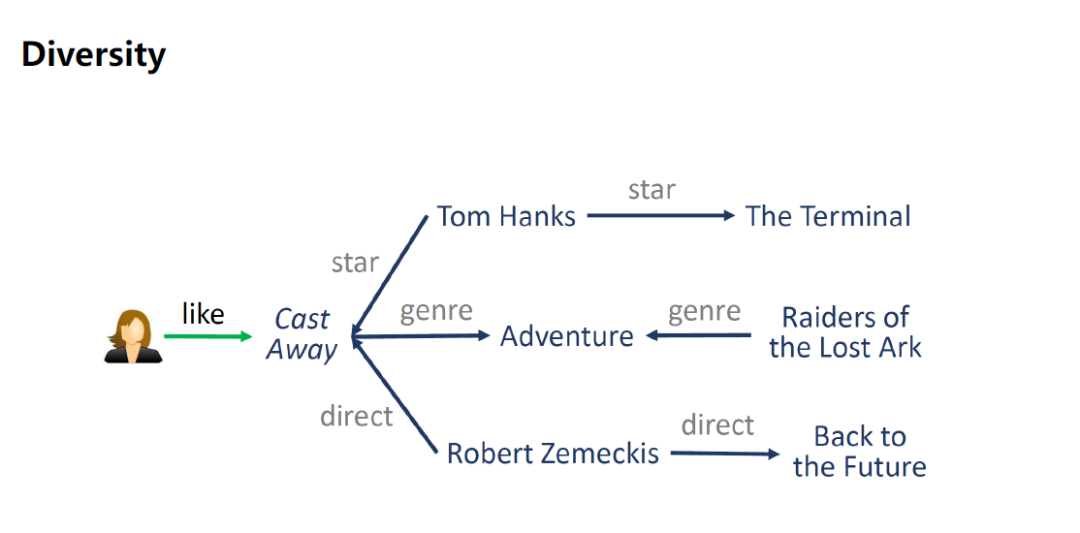 Diversity
star
Tom Hanks
The Terminal
star
like
Cast
Away
genre
Adventure
genre
Raiders of
the Lost Ark
direct
Robert Zemeckis
direct
Back to
the Future